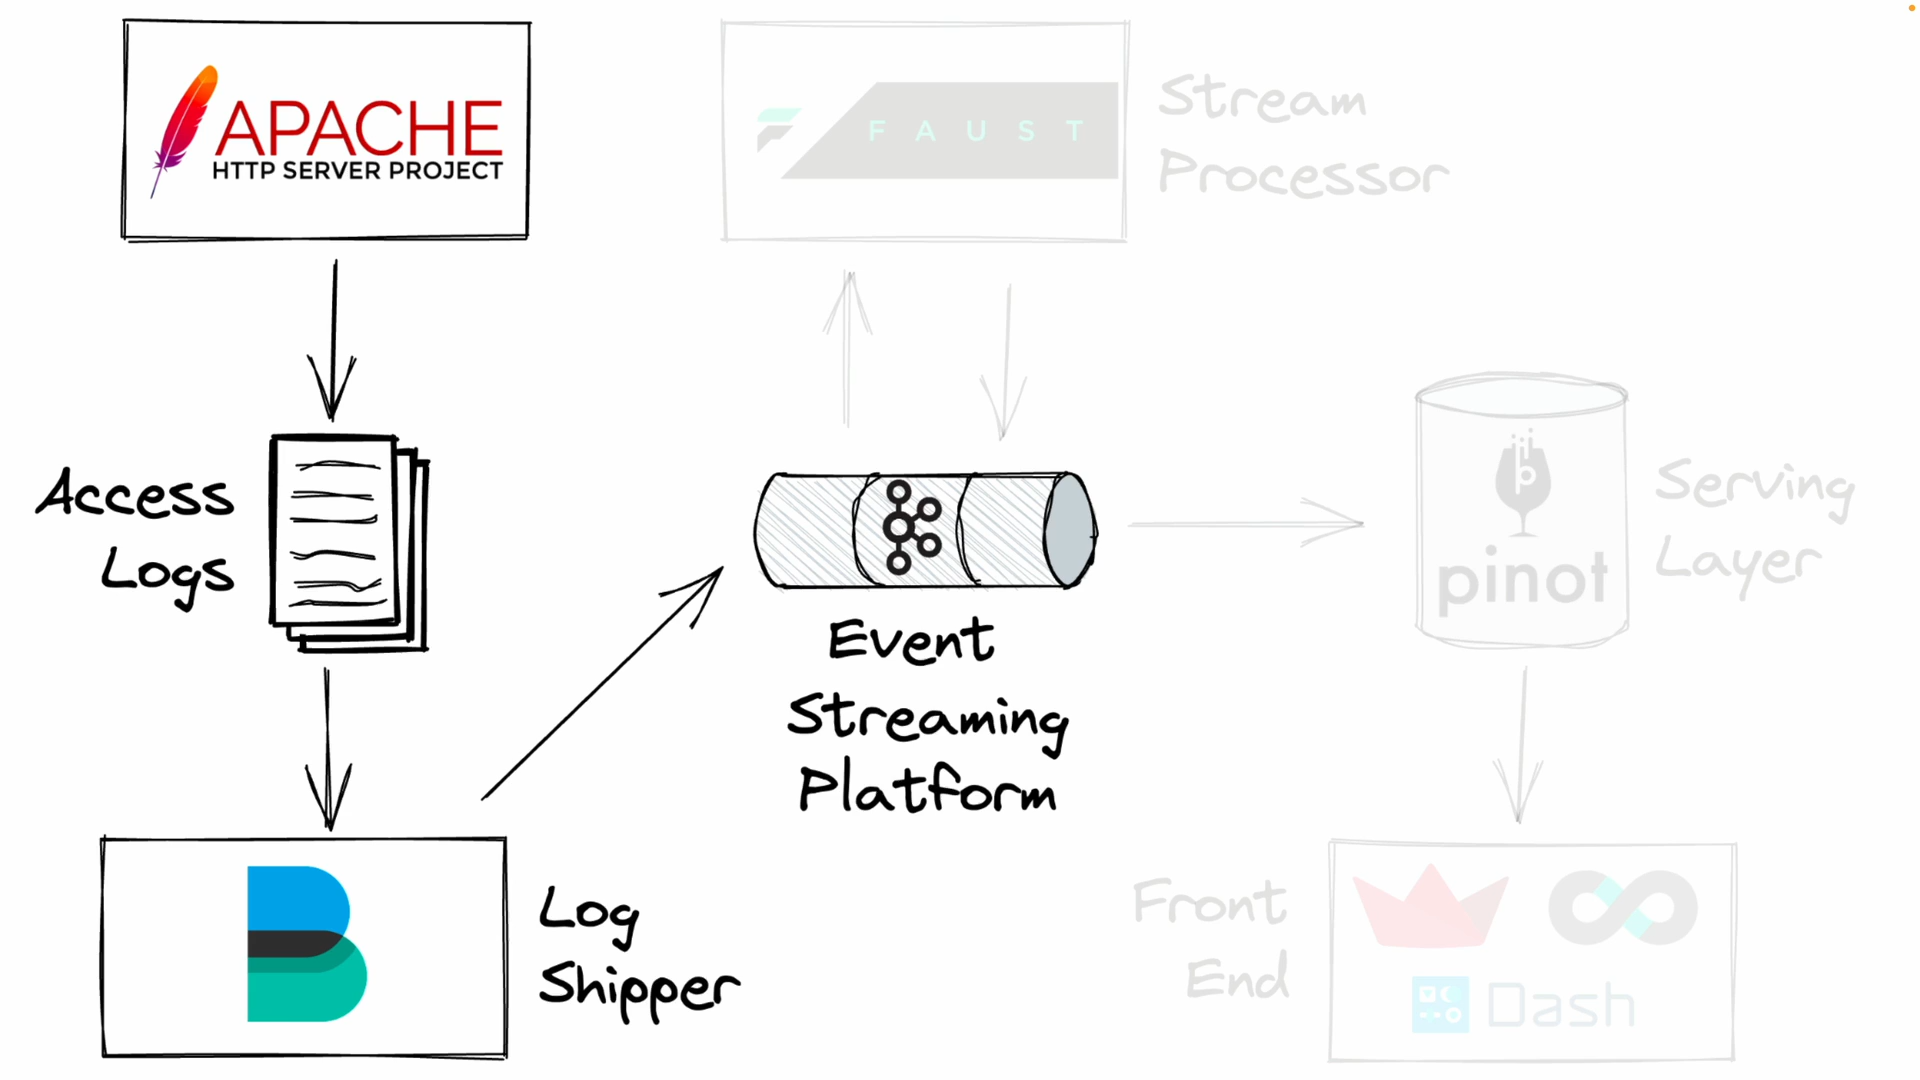 APACHE
HTTP SERVER PROJECT
FAUST
Stream
Processor
Access
Logs
Event
Streaming
Platform
pinot
Serving
Layer
Log
Shipper
Front
End
Dash